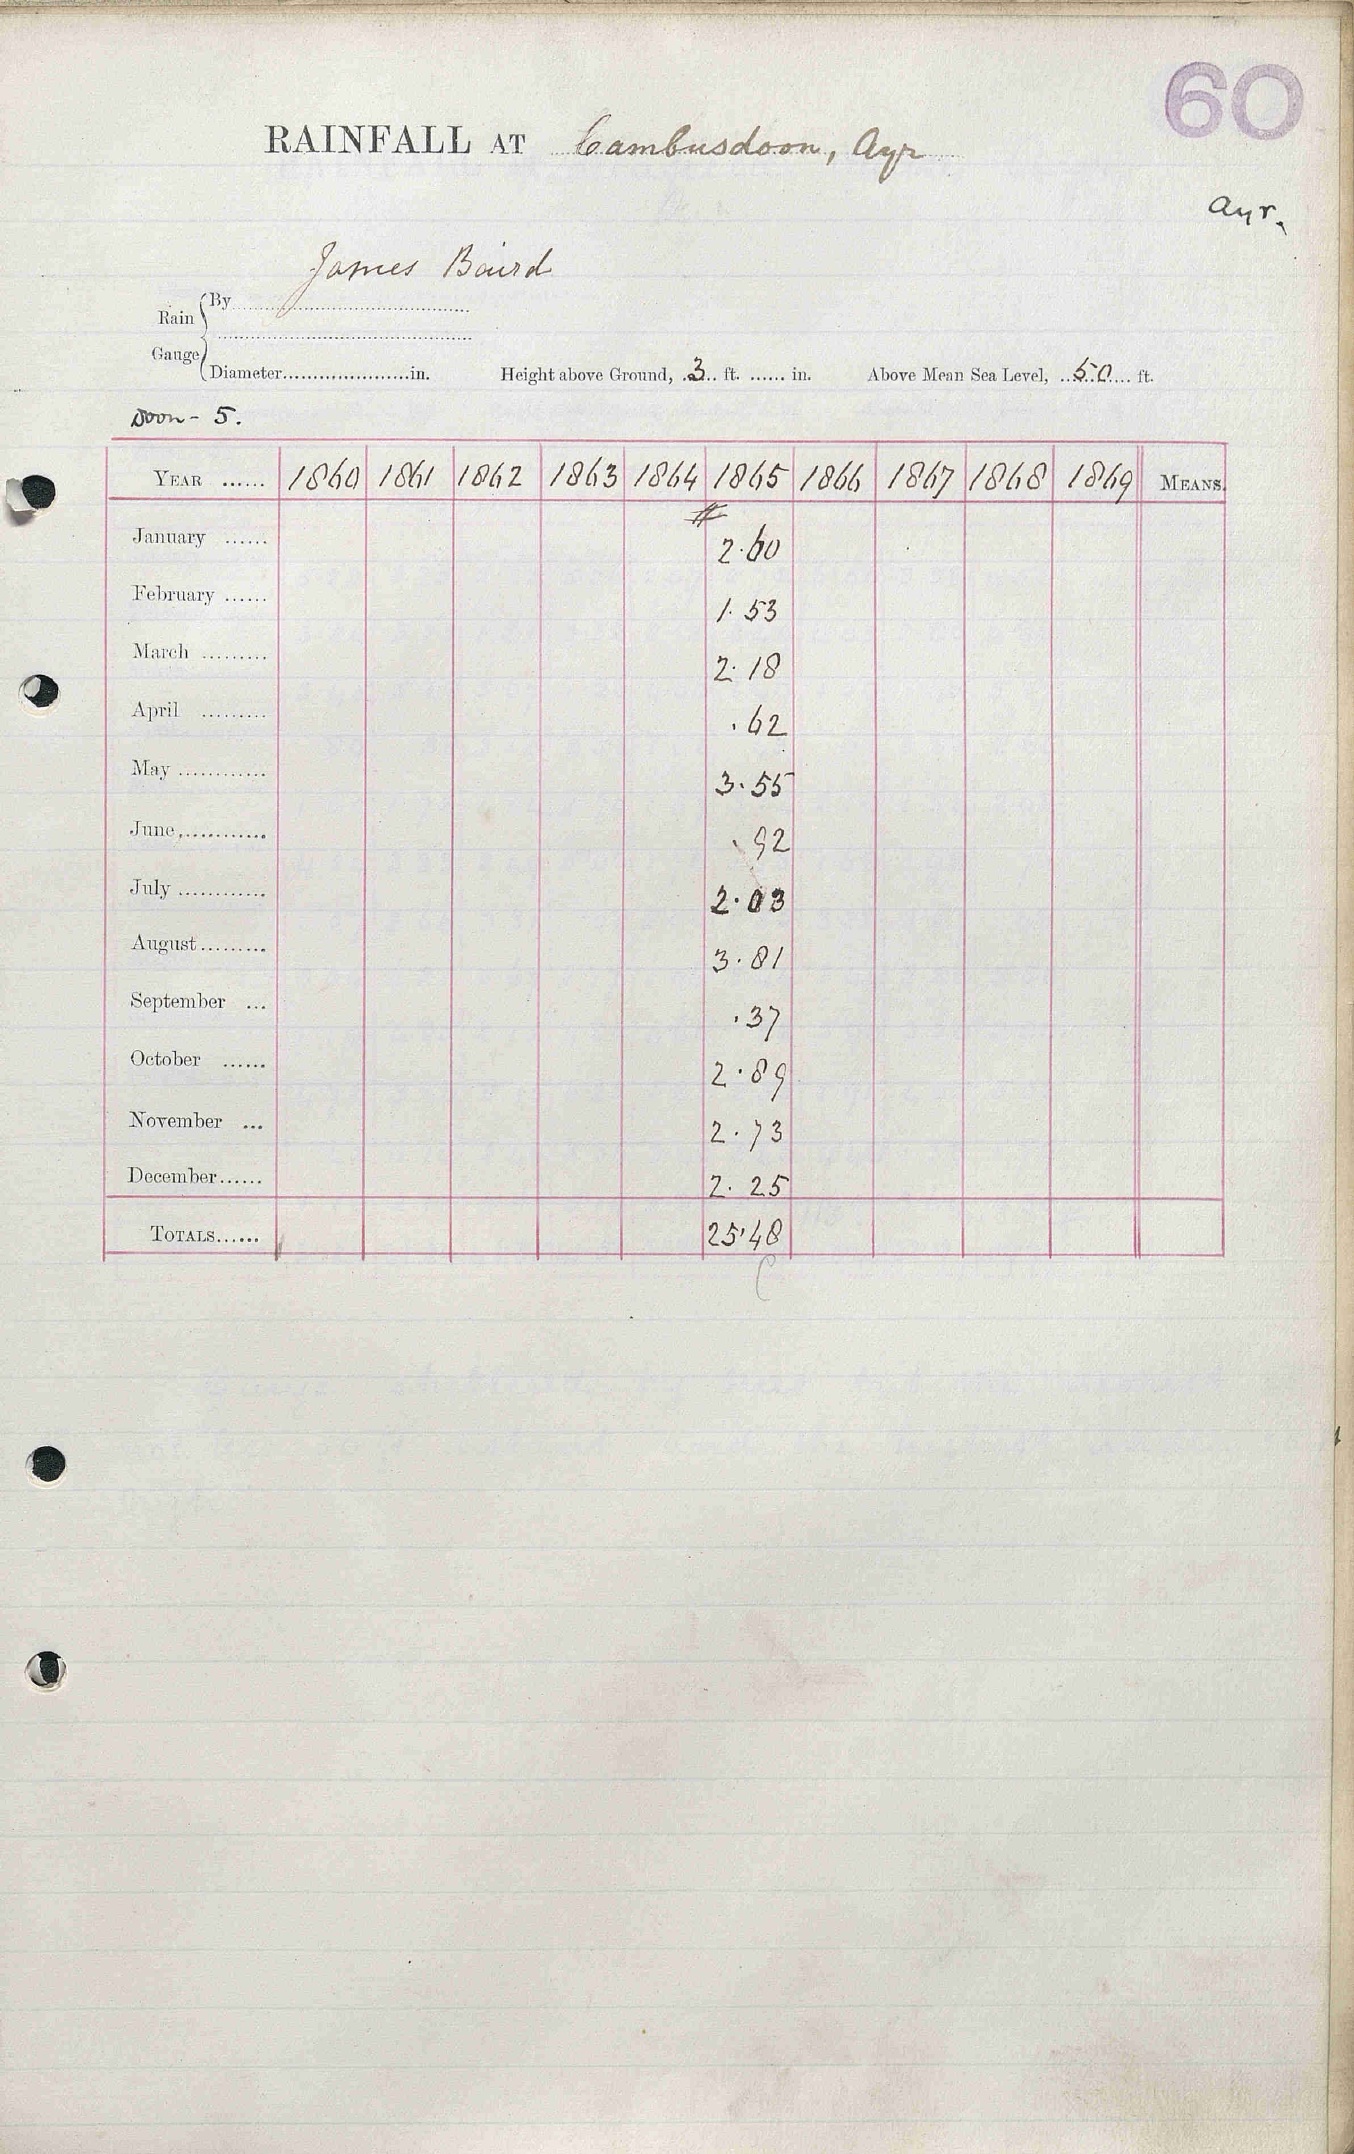 60
RAINFALL AT Cambusdoon, Ayr
Ayr.
James Baird
Rain Gauge
By
Diameter in. Height above Ground, 3 ft. in. Above Mean Sea Level, 50 ft.
Doon - 5.
YEAR 1860 1861 1862 1863 1864 1865 1866 1867 1868 1869 MEANS.
#
January 2.60
February 1.53
March 2.18
April .62
May 3.55
June .92
July 2.03
August 3.81
September .37
October 2.89
November 2.73
December 2.25
TOTALS 25.48
C